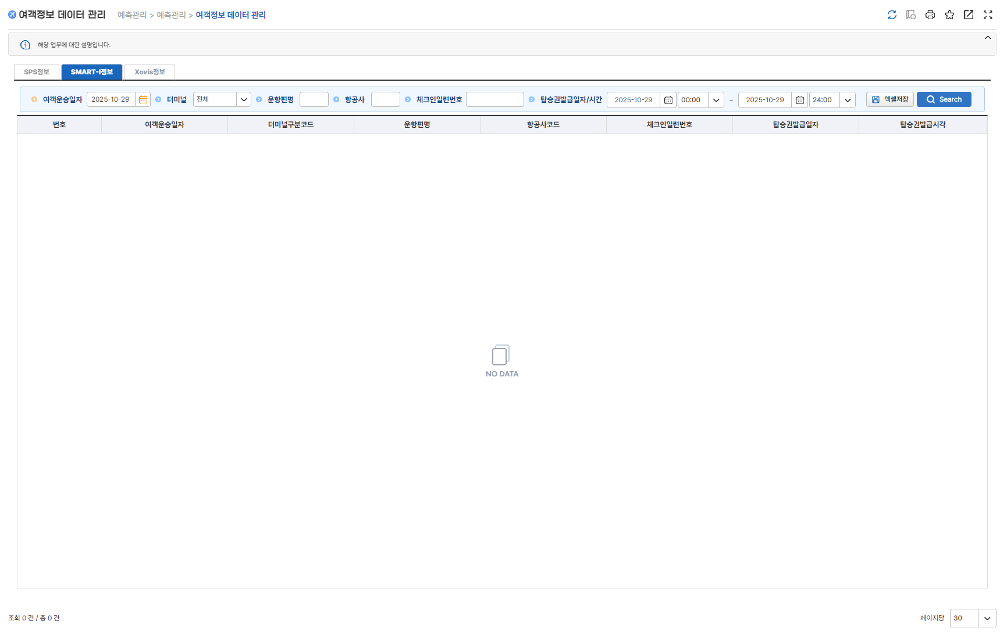 여객정보 데이터 관리 예측관리 > 예측관리 > 여객정보 데이터 관리
해당 업무에 대한 설명입니다.
SPS정보 SMART-I정보 Xovis정보
여객운송일자 2025-10-29 터미널 전체 운항편명 항공사 체크인일련번호 탑승권발급일자/시간 2025-10-29 00:00 ~ 2025-10-29 24:00 엑셀저장 Search
번호 여객운송일자 터미널구분코드 운항편명 항공사코드 체크인일련번호 탑승권발급일자 탑승권발급시각
NO DATA
조회 0 건 / 총 0 건 페이지당 30